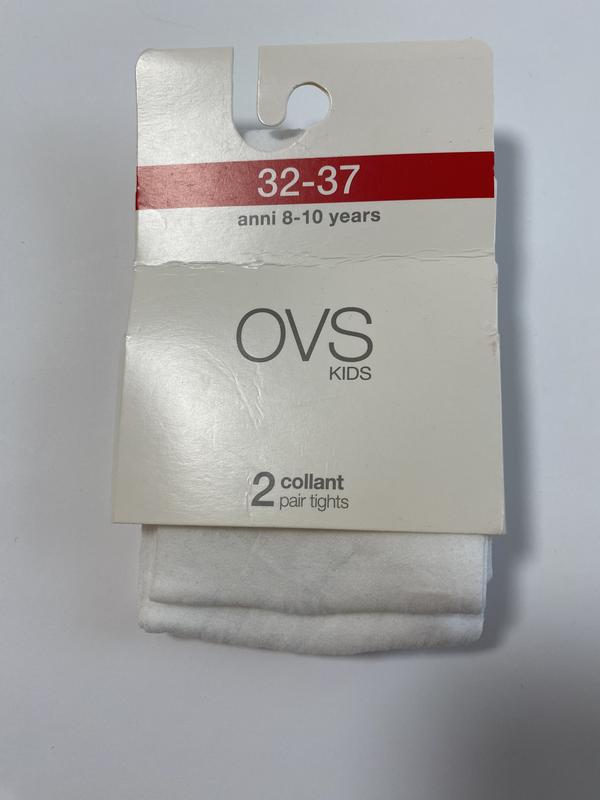 32-37
anni 8-10 years
OVS
KIDS
2 collant
pair tights